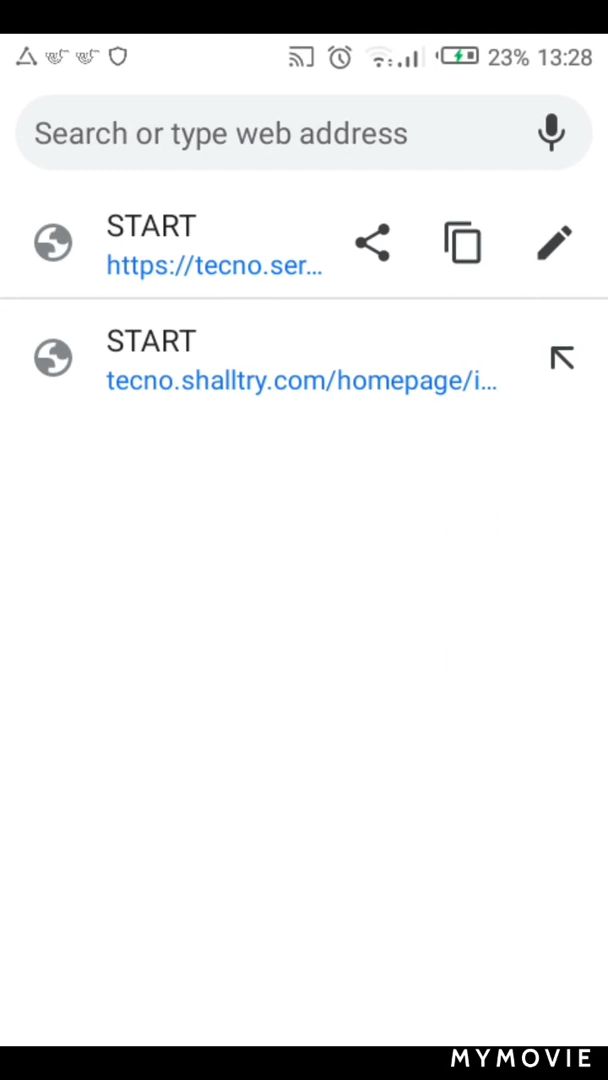 23% 13:28
Search or type web address
START
https://tecno.ser...
START
tecno.shalltry.com/homepage/i...
MYMOVIE